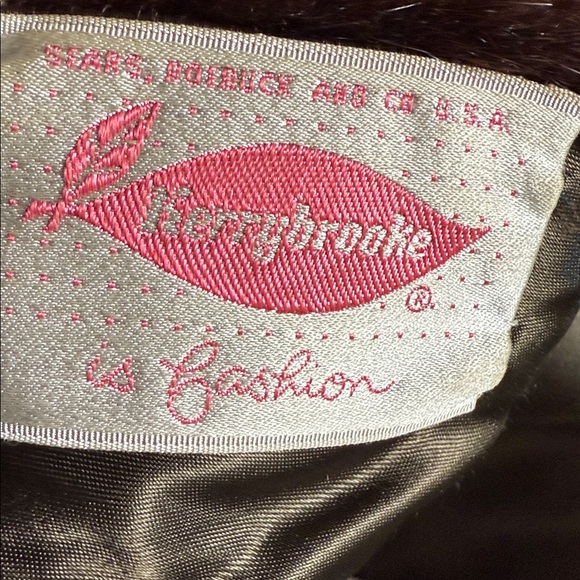 SEARS, ROEBUCK AND CO U.S.A.
Kerrybrooke
®
is fashion